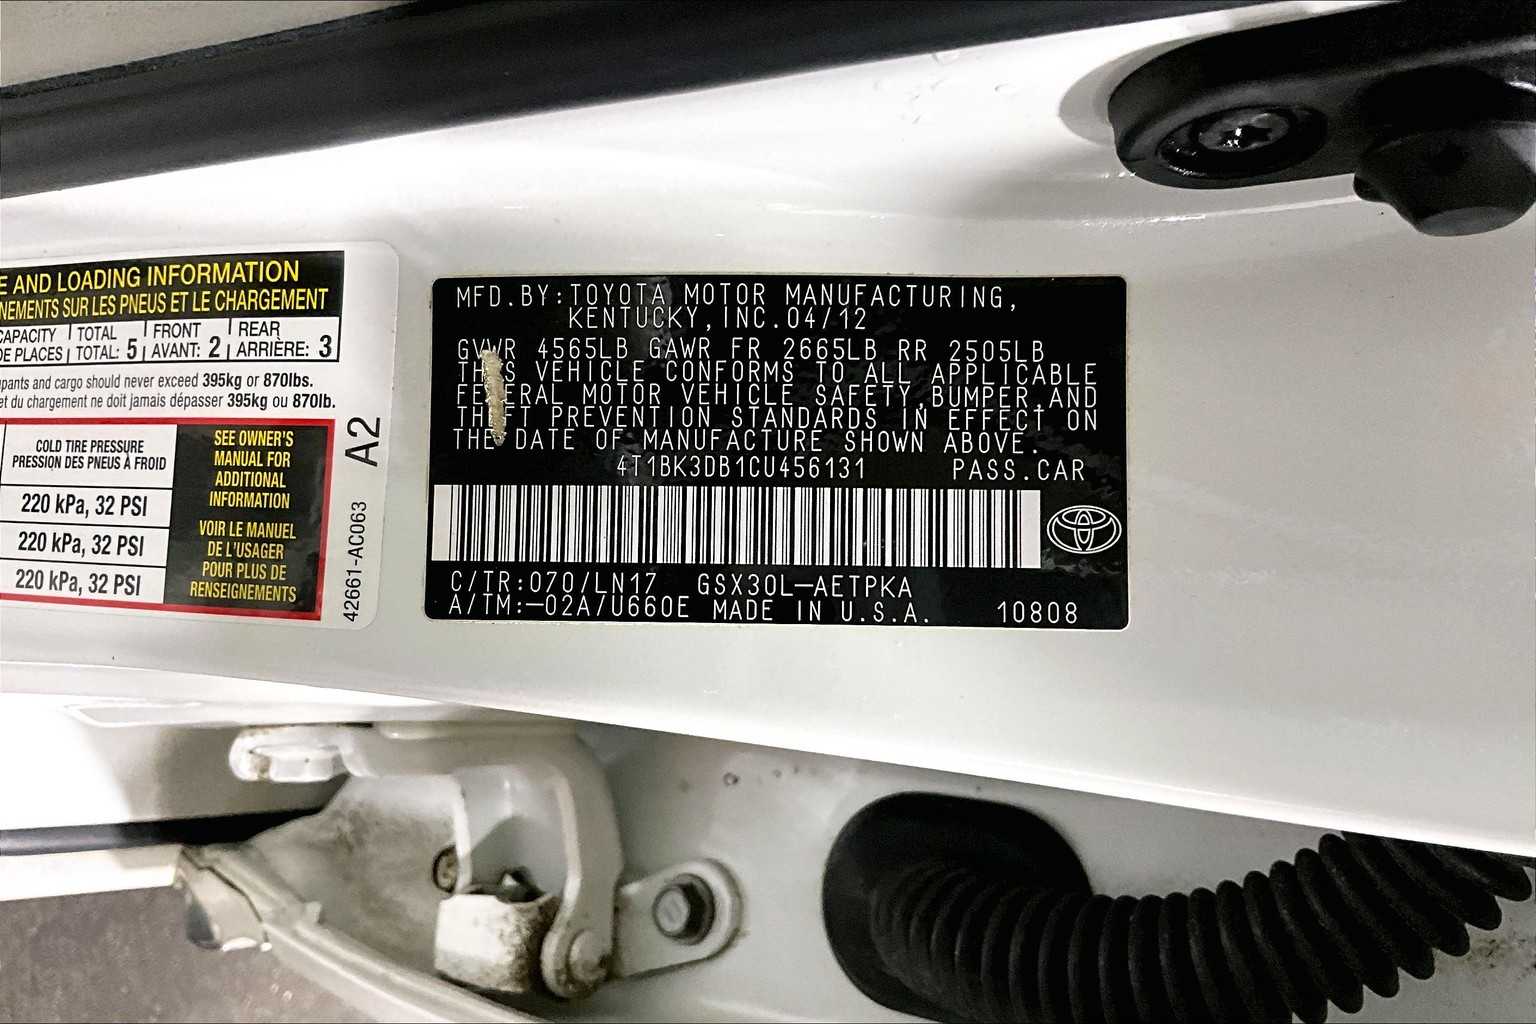 E AND LOADING INFORMATION
NEMENTS SUR LES PNEUS ET LE CHARGEMENT
CAPACITY TOTAL FRONT REAR
DE PLACES TOTAL: 5 AVANT: 2 ARRIÈRE: 3
pants and cargo should never exceed 395kg or 870lbs.
et du chargement ne doit jamais dépasser 395kg ou 870lb.
COLD TIRE PRESSURE
PRESSION DES PNEUS À FROID
220 kPa, 32 PSI
220 kPa, 32 PSI
220 kPa, 32 PSI
SEE OWNER'S
MANUAL FOR
ADDITIONAL
INFORMATION
VOIR LE MANUEL
DE L'USAGER
POUR PLUS DE
RENSEIGNEMENTS
A2
42661-AC063
MFD.BY:TOYOTA MOTOR MANUFACTURING,
KENTUCKY,INC.04/12
GVWR 4565LB GAWR FR 2665LB RR 2505LB
THIS VEHICLE CONFORMS TO ALL APPLICABLE
FEDERAL MOTOR VEHICLE SAFETY,BUMPER,AND
THEFT PREVENTION STANDARDS IN EFFECT ON
THE DATE OF MANUFACTURE SHOWN ABOVE.
4T1BK3DB1CU456131 PASS.CAR
C/TR:070/LN17 GSX30L-AETPKA
A/TM:-02A/U660E MADE IN U.S.A. 10808